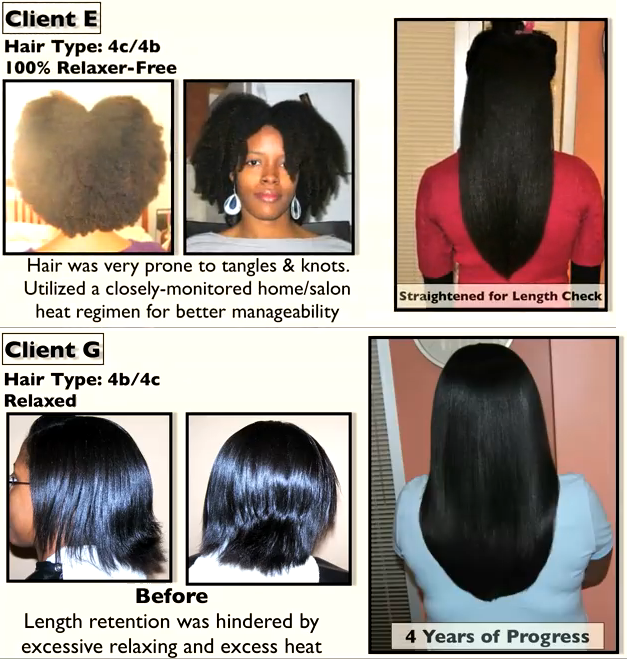 Client E
Hair Type: 4c/4b
100% Relaxer-Free
Hair was very prone to tangles & knots.
Utilized a closely-monitored home/salon
heat regimen for better manageability
Straightened for Length Check
Client G
Hair Type: 4b/4c
Relaxed
Before
Length retention was hindered by
excessive relaxing and excess heat
4 Years of Progress